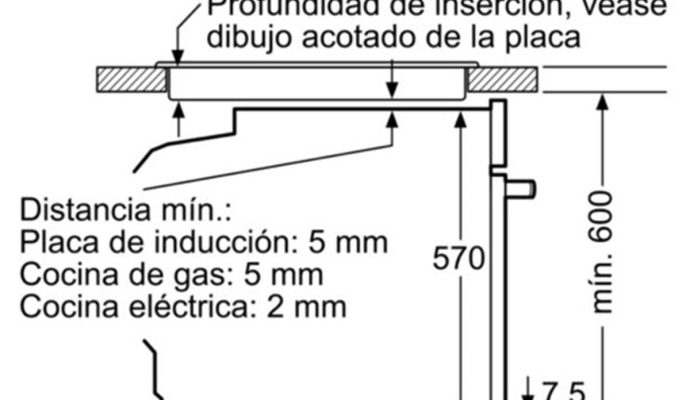 Profundidad de inserción, véase
dibujo acotado de la placa
Distancia mín.:
Placa de inducción: 5 mm
Cocina de gas: 5 mm
Cocina eléctrica: 2 mm
570
mín. 600
7,5